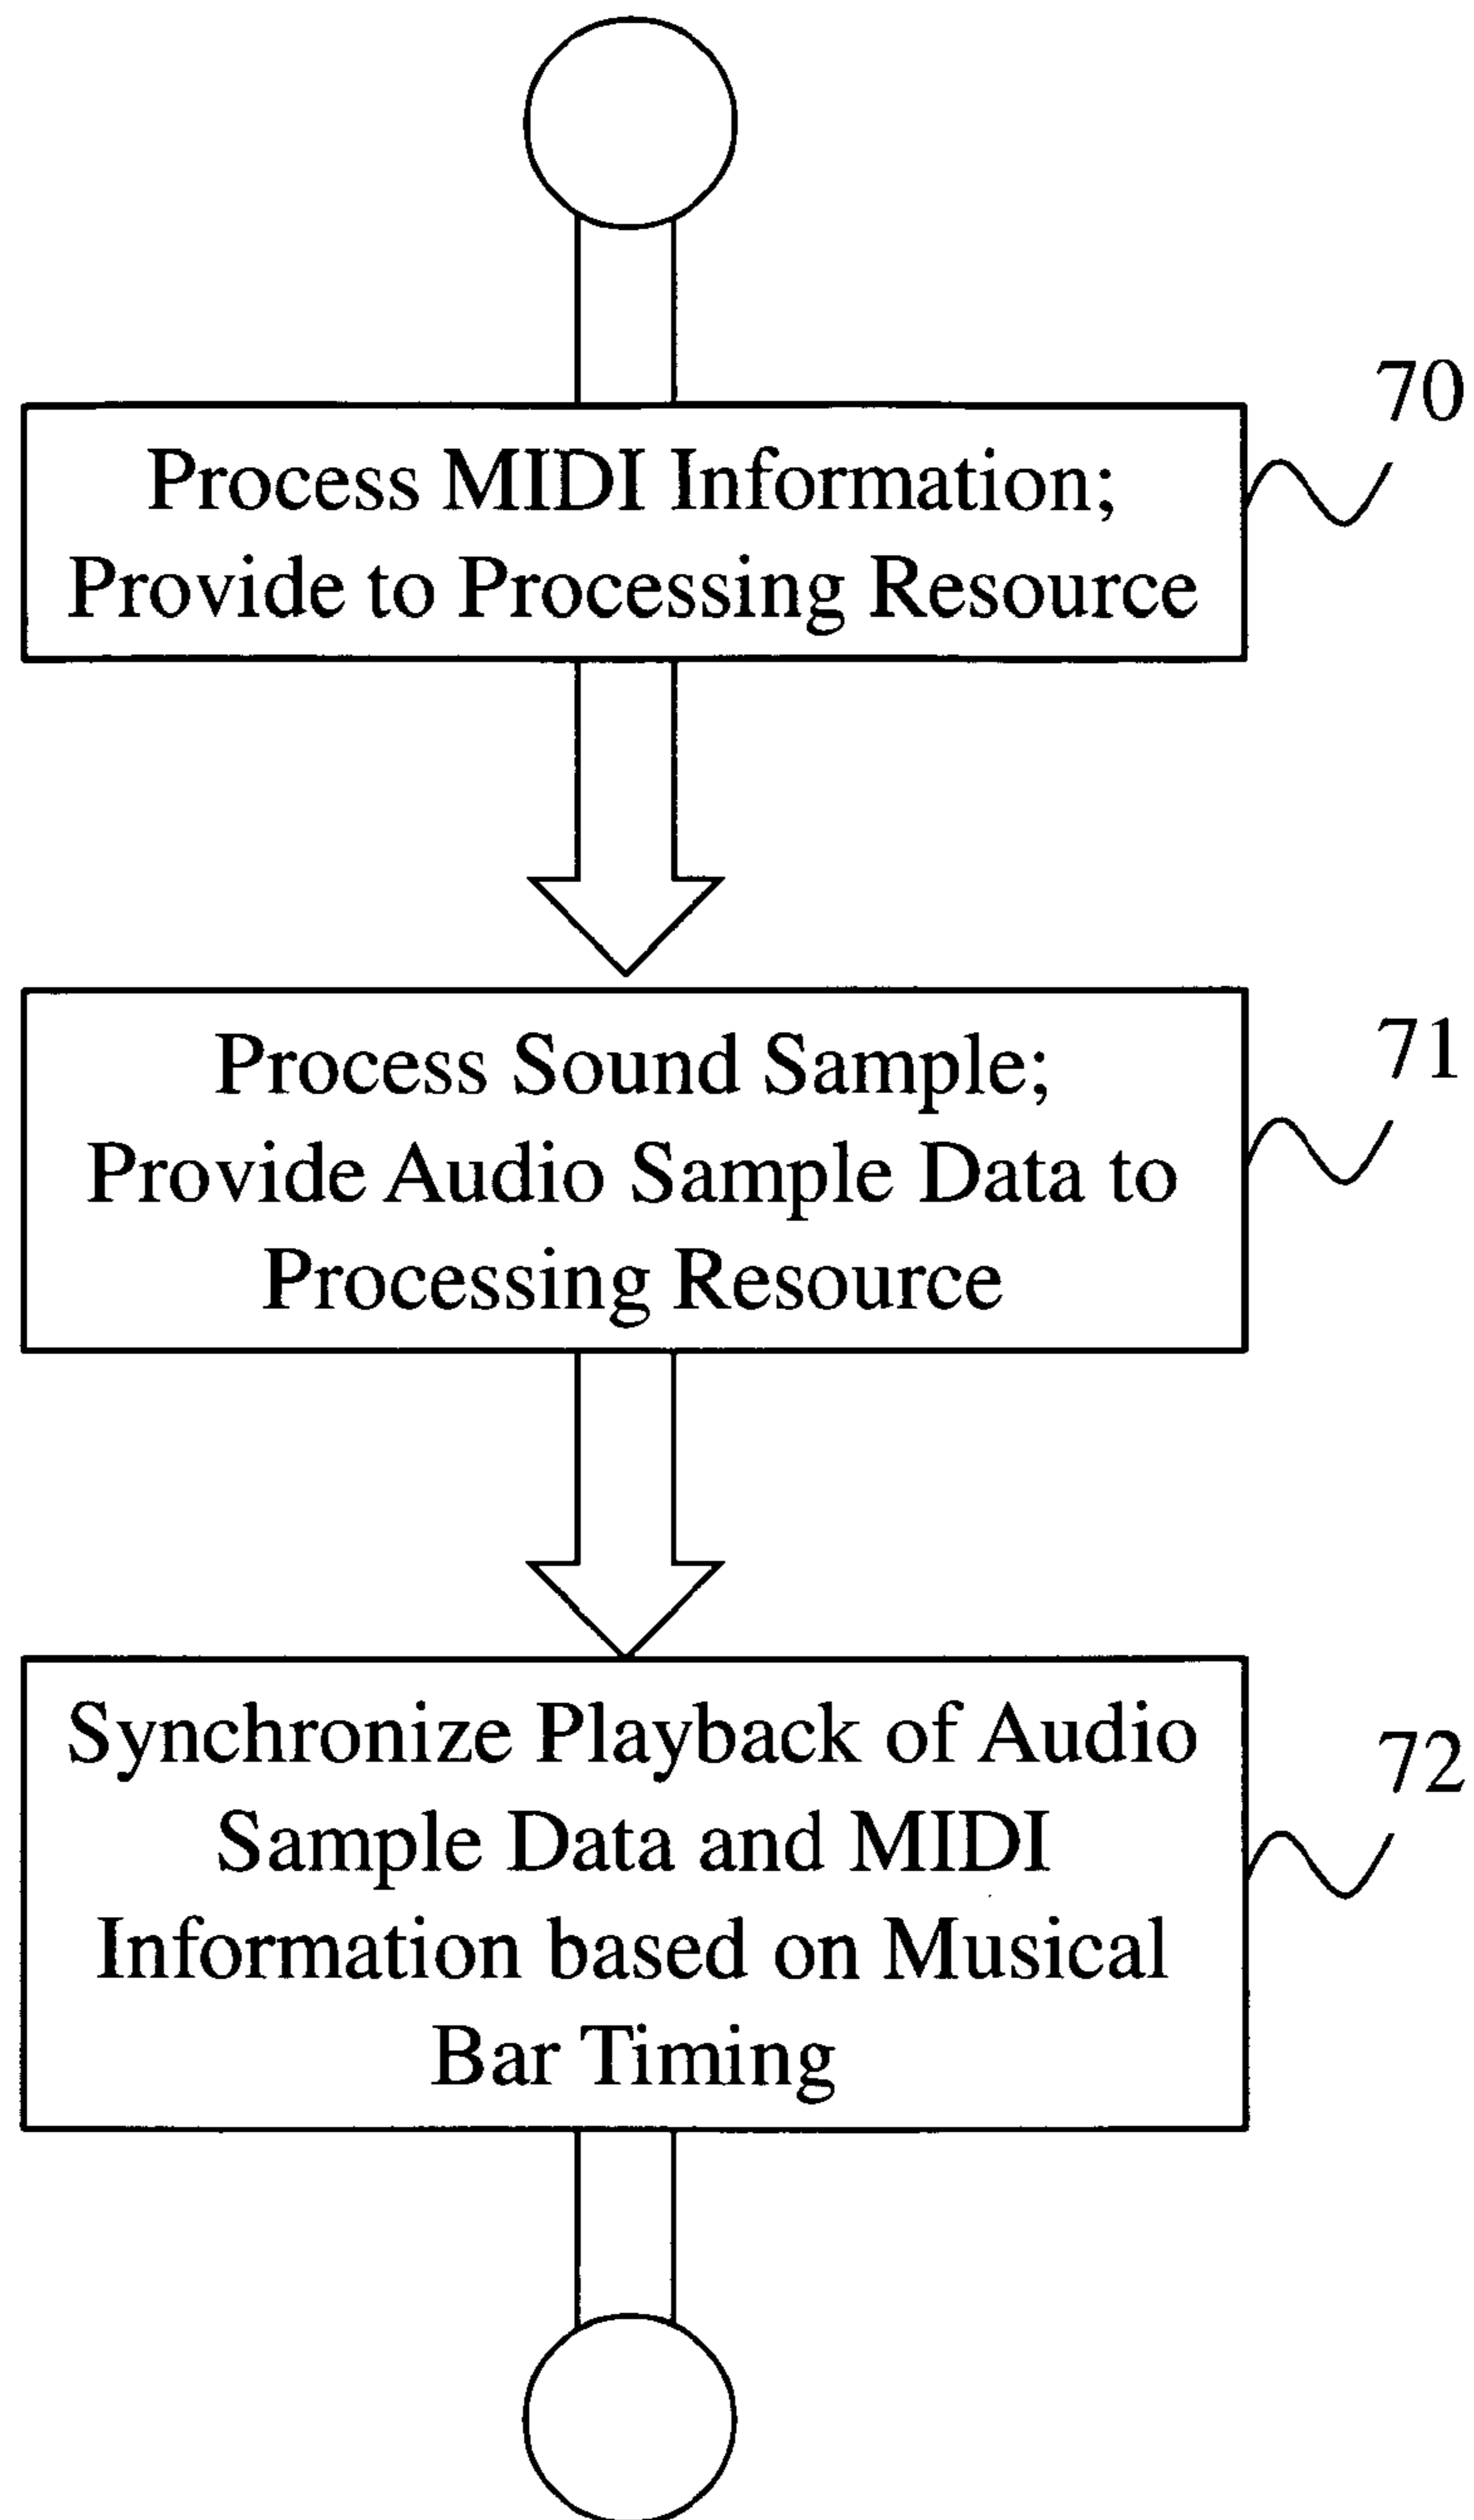 70
Process MIDI Information;
Provide to Processing Resource
71
Process Sound Sample;
Provide Audio Sample Data to
Processing Resource
72
Synchronize Playback of Audio
Sample Data and MIDI
Information based on Musical
Bar Timing